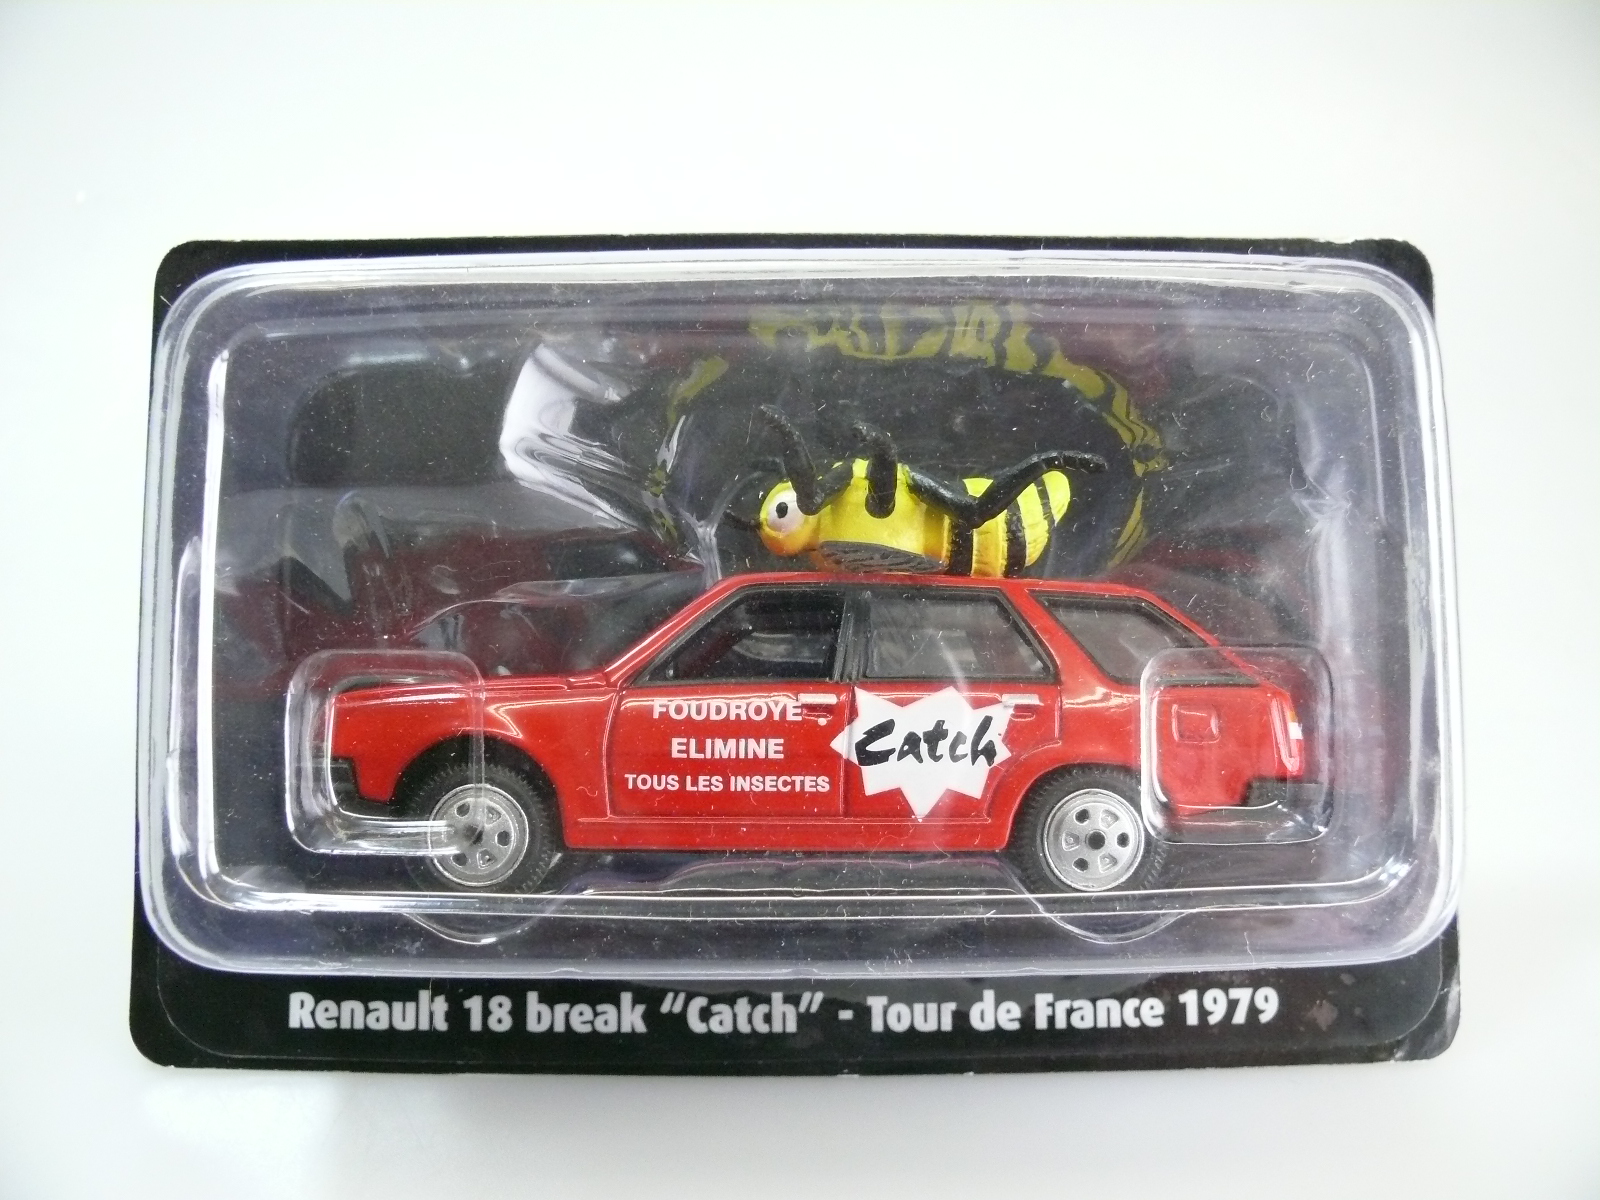 FOUDROYE
ELIMINE
TOUS LES INSECTES
Catch
Renault 18 break “Catch” - Tour de France 1979